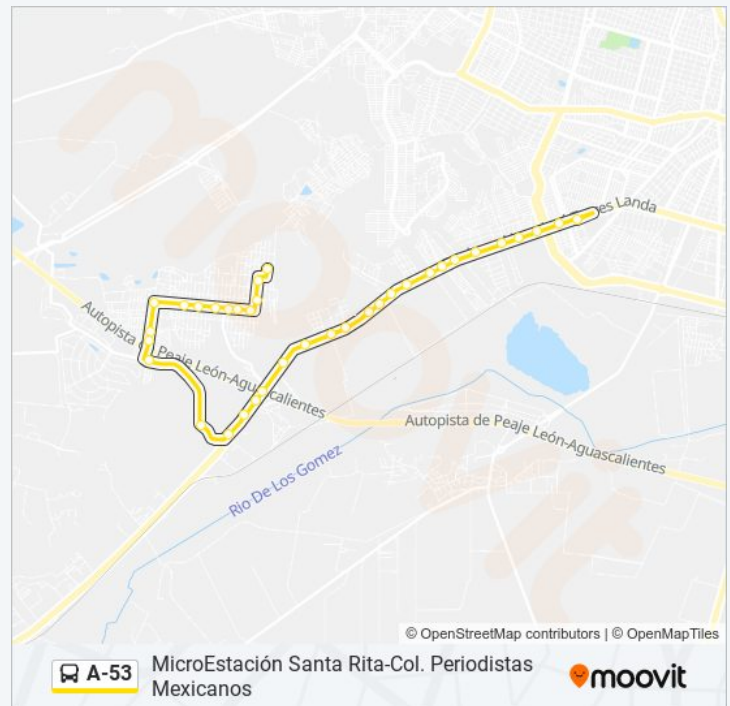 es Landa
Autopista de Peaje León-Aguascalientes
Autopista de Peaje León-Aguascalientes
Rio De Los Gomez
moovit
© OpenStreetMap contributors | © OpenMapTiles
A-53
MicroEstación Santa Rita-Col. Periodistas
Mexicanos
moovit